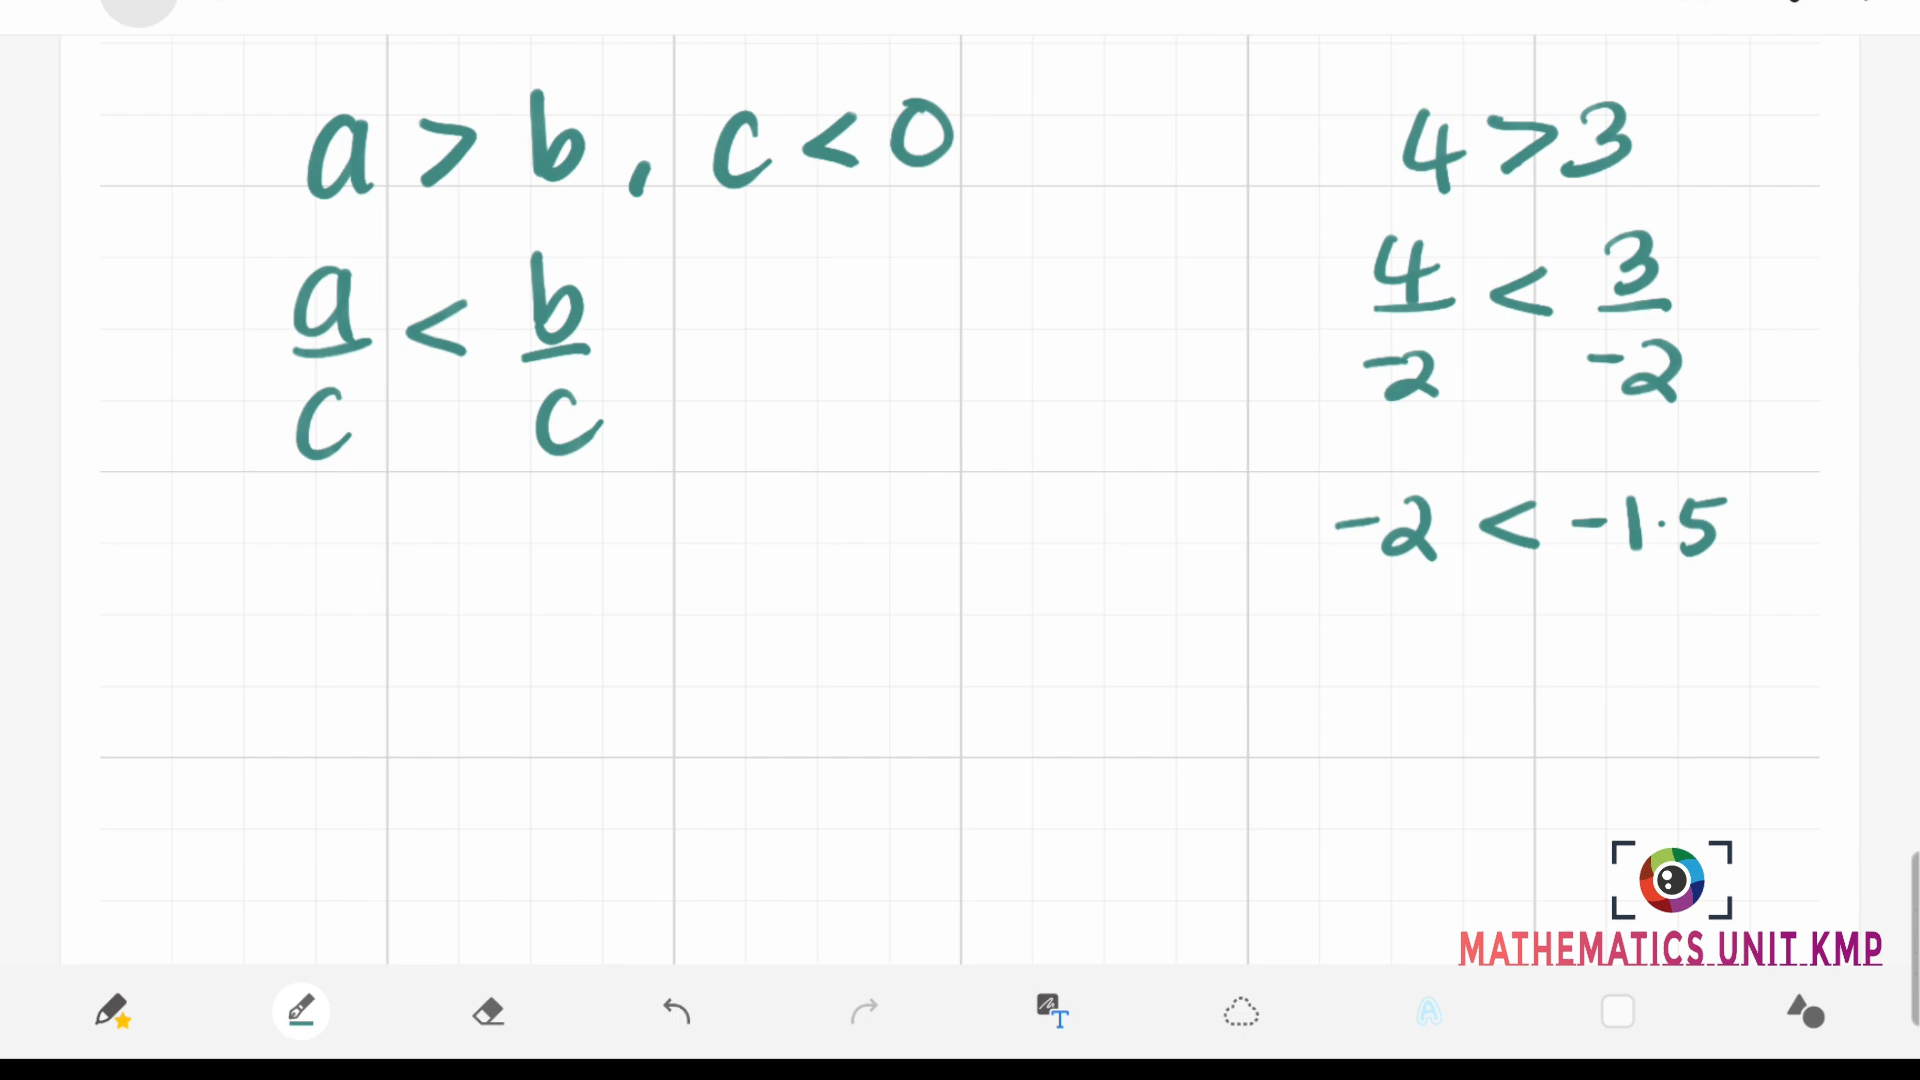 a > b , c < 0
a/c < b/c
4 > 3
4/-2 < 3/-2
-2 < -1.5
MATHEMATICS UNIT KMP